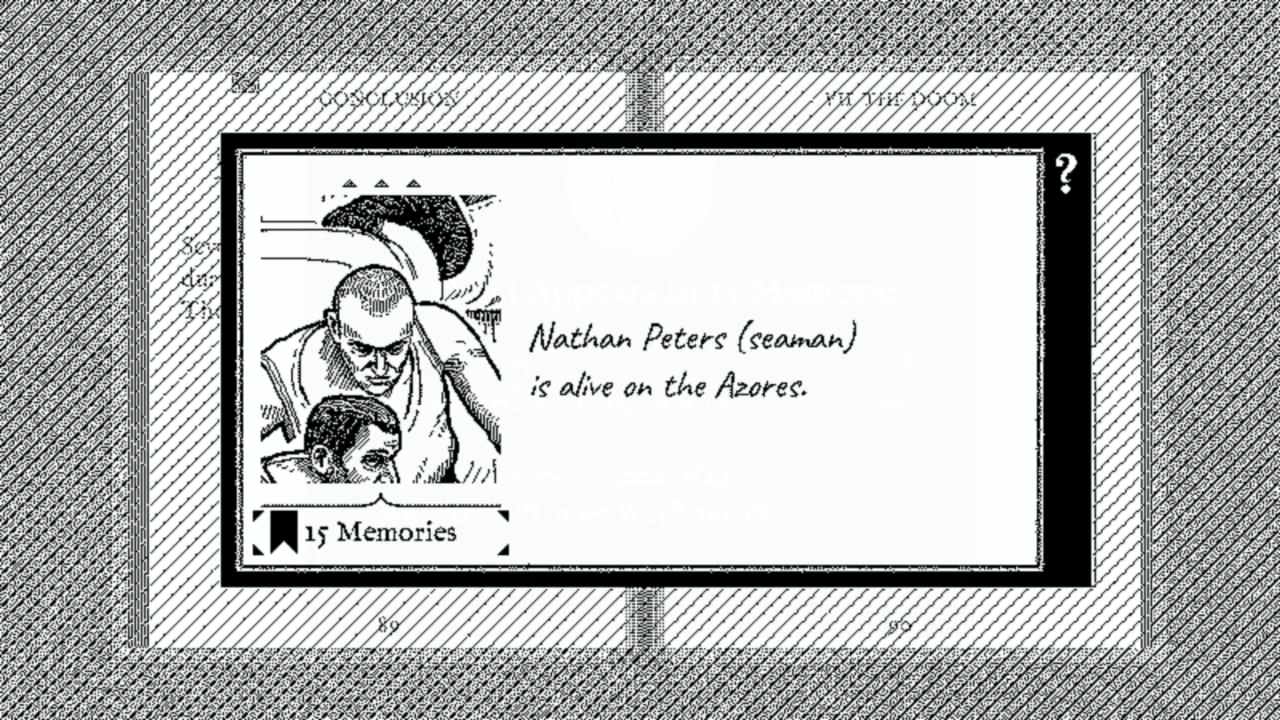 CONCLUSION
VII THE DOOM
?
Nathan Peters (seaman)
is alive on the Azores.
15 Memories
89
90